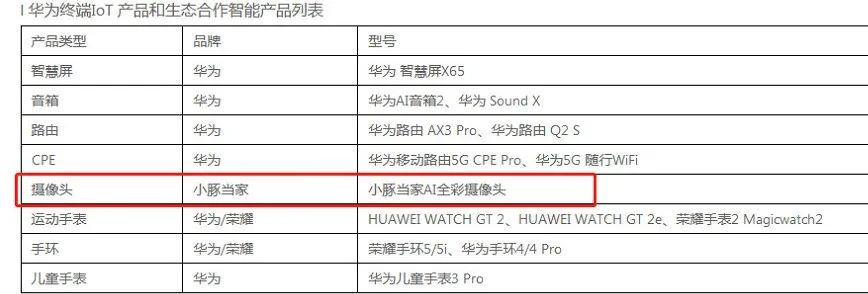 l 华为终端IoT 产品和生态合作智能产品列表
产品类型 品牌 型号
智慧屏 华为 华为 智慧屏X65
音箱 华为 华为AI音箱2、华为 Sound X
路由 华为 华为路由 AX3 Pro、华为路由 Q2 S
CPE 华为 华为移动路由5G CPE Pro、华为5G 随行WiFi
摄像头 小豚当家 小豚当家AI全彩摄像头
运动手表 华为/荣耀 HUAWEI WATCH GT 2、HUAWEI WATCH GT 2e、荣耀手表2 Magicwatch2
手环 华为/荣耀 荣耀手环5/5i、华为手环4/4 Pro
儿童手表 华为 华为儿童手表3 Pro